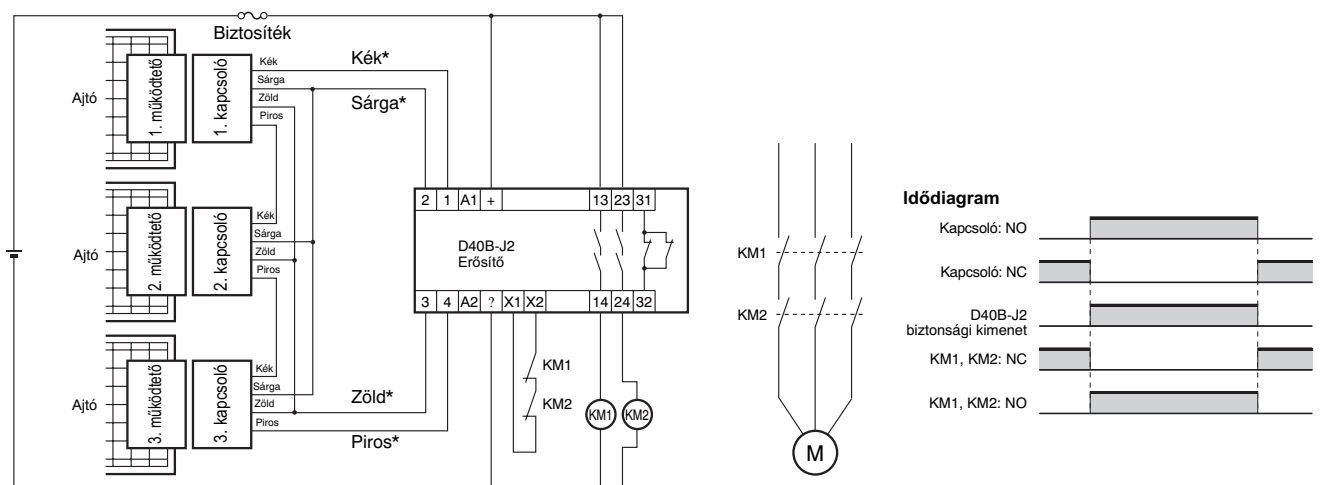 Biztosíték
Ajtó
1. működtető
1. kapcsoló
Kék
Sárga
Zöld
Piros
Kék*
Sárga*
Ajtó
2. működtető
2. kapcsoló
Kék
Sárga
Zöld
Piros
Ajtó
3. működtető
3. kapcsoló
Kék
Sárga
Zöld
Piros
Zöld*
Piros*
2 1 A1 + 13 23 31
D40B-J2
Erősítő
3 4 A2 ? X1 X2 14 24 32
KM1
KM2
KM1 KM2
KM1
KM2
M
Idődiagram
Kapcsoló: NO
Kapcsoló: NC
D40B-J2
biztonsági kimenet
KM1, KM2: NC
KM1, KM2: NO